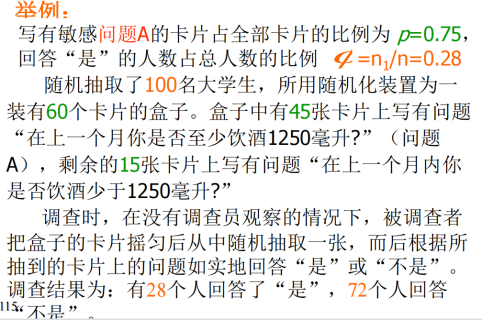 举例：
写有敏感问题A的卡片占全部卡片的比例为 p=0.75，
回答“是”的人数占总人数的比例 q=n1/n=0.28
随机抽取了100名大学生，所用随机化装置为一
装有60个卡片的盒子。盒子中有45张卡片上写有问题
“在上一个月你是否至少饮酒1250毫升?”（问题
A），剩余的15张卡片上写有问题“在上一个月内你
是否饮酒少于1250毫升?”
调查时，在没有调查员观察的情况下，被调查者
把盒子的卡片摇匀后从中随机抽取一张，而后根据所
抽到的卡片上的问题如实地回答“是”或“不是”。
调查结果为：有28个人回答了“是”，72个人回答
“不是”。
115